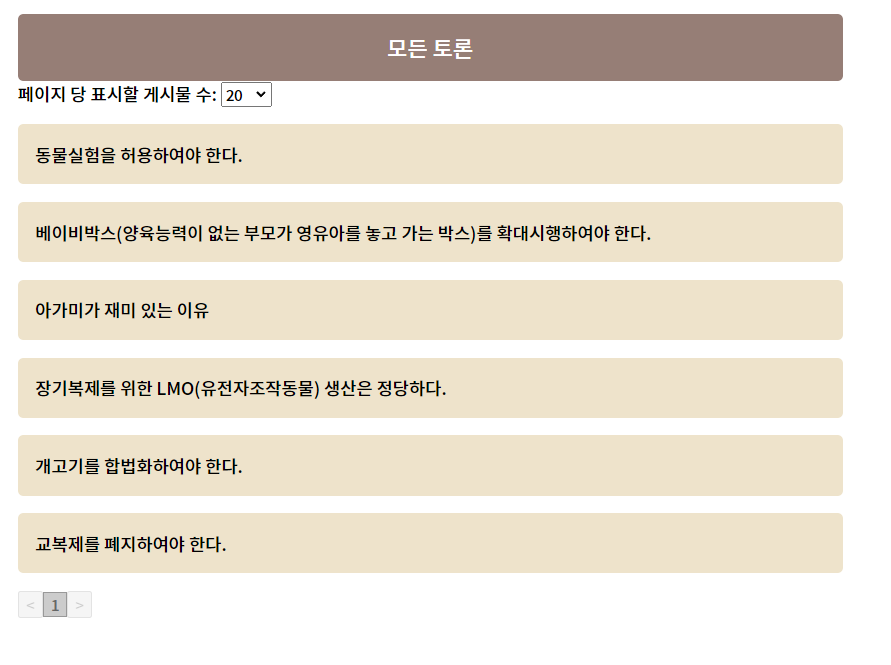 모든 토론
페이지 당 표시할 게시물 수: 20
동물실험을 허용하여야 한다.
베이비박스(양육능력이 없는 부모가 영유아를 놓고 가는 박스)를 확대시행하여야 한다.
아가미가 재미 있는 이유
장기복제를 위한 LMO(유전자조작동물) 생산은 정당하다.
개고기를 합법화하여야 한다.
교복제를 폐지하여야 한다.
< 1 >